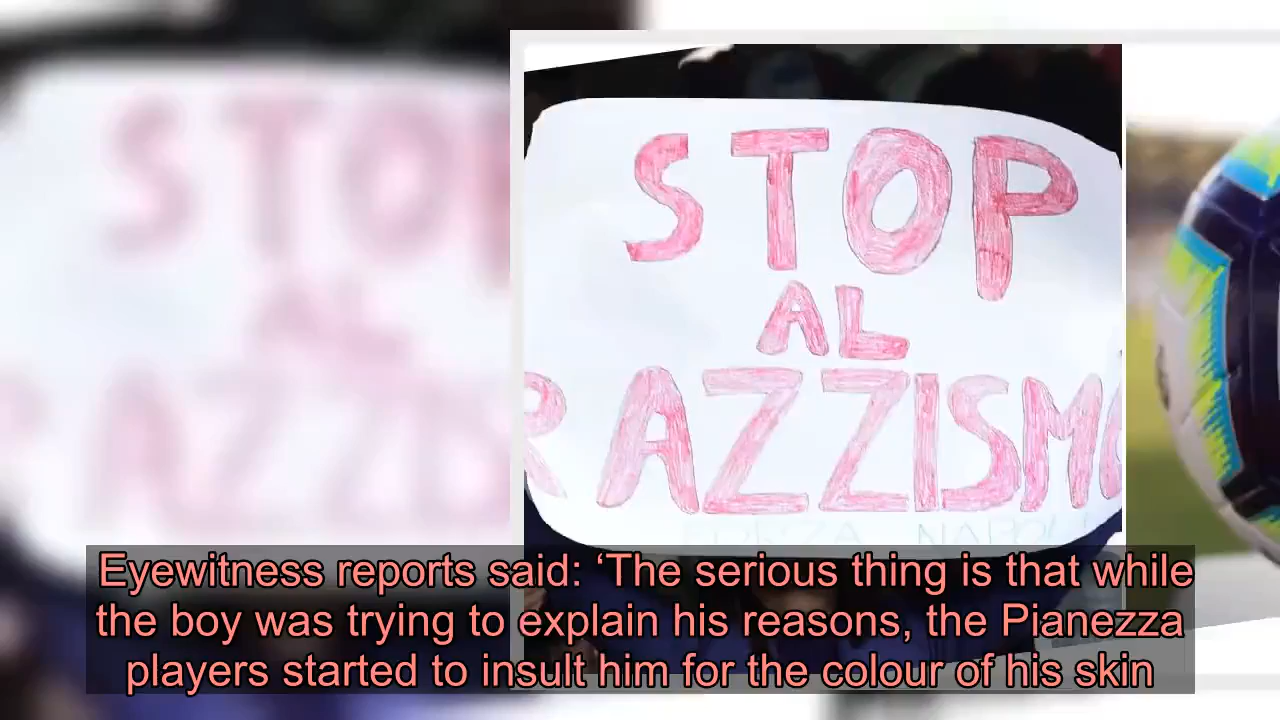 STOP
AL
RAZZISMO
Eyewitness reports said: ‘The serious thing is that while
the boy was trying to explain his reasons, the Pianezza
players started to insult him for the colour of his skin